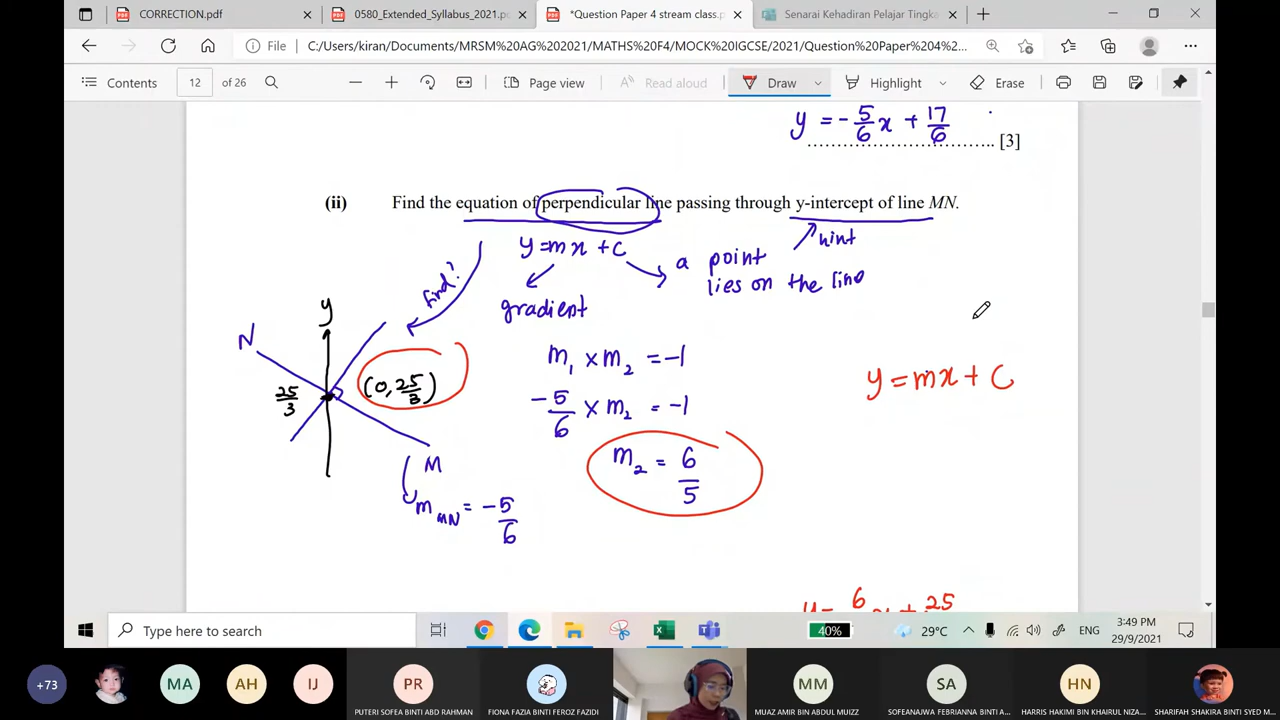 CORRECTION.pdf
0580_Extended_Syllabus_2021.p
*Question Paper 4 stream class.p
Senarai Kehadiran Pelajar Tingka
File
C:/Users/kiran/Documents/MRSM%20AG%202021/MATHS%20F4/MOCK%20IGCSE/2021/Question%20Paper%204%2...
Contents
12
of 26
Page view
Read aloud
Draw
Highlight
Erase
y = -5/6 x + 17/6
[3]
(ii) Find the equation of perpendicular line passing through y-intercept of line MN.
y=mx+c
hint
a point
lies on the line
find?
gradient
y
N
25/3
(0, 25/3)
M
m MN = -5/6
m1 x m2 = -1
-5/6 x m2 = -1
m2 = 6/5
y = mx + c
y = 6 x + 25
Type here to search
40%
29°C
ENG
3:49 PM
29/9/2021
+73
MA
AH
IJ
PR
PUTERI SOFEA BINTI ABD RAHMAN
FIONA FAZIA BINTI FEROZ FAZIDI
MM
MUAZ AMIR BIN ABDUL MUIZZ
SA
SOFEANAJWA FEBRIANNA BINTI A...
HN
HARRIS HAKIMI BIN KHAIRUL NIZA...
SHARIFAH SHAKIRA BINTI SYED M...